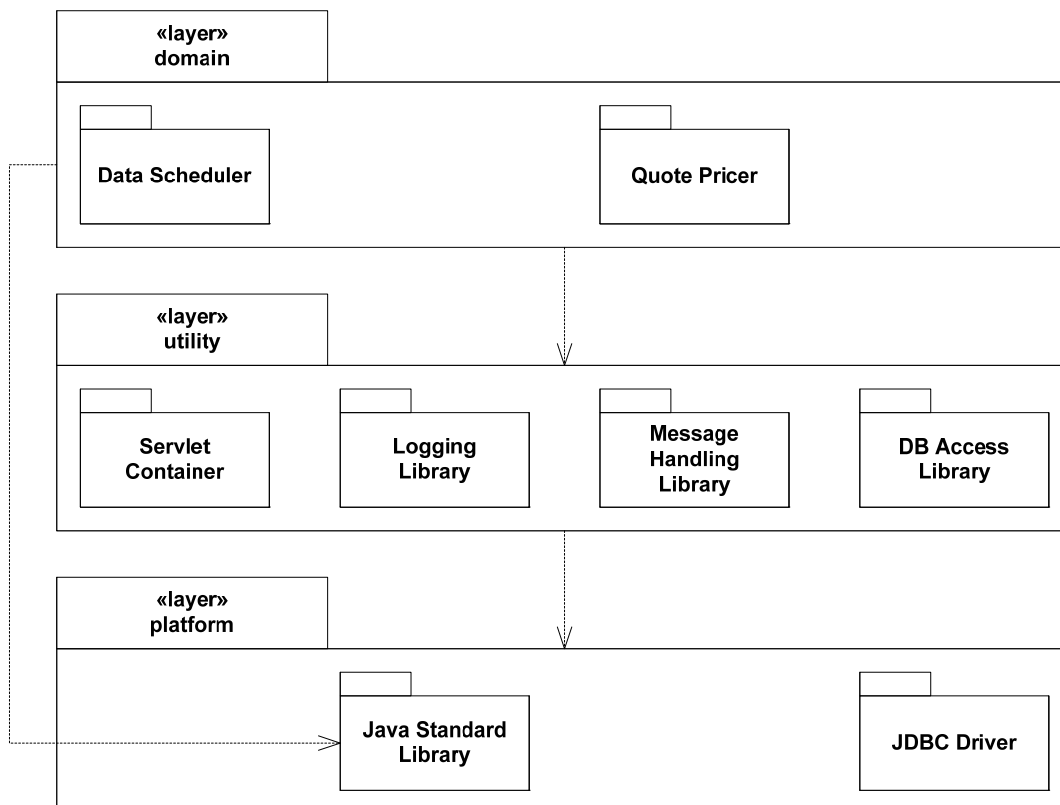 «layer»
domain
Data Scheduler
Quote Pricer
«layer»
utility
Servlet
Container
Logging
Library
Message
Handling
Library
DB Access
Library
«layer»
platform
Java Standard
Library
JDBC Driver